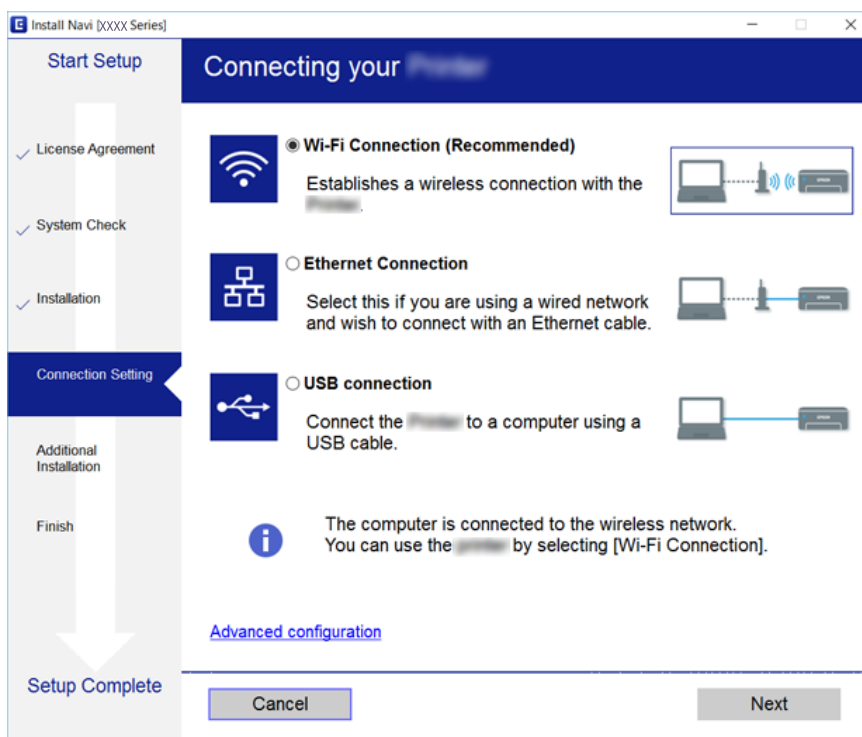 Install Navi [XXXX Series]
Start Setup
License Agreement
System Check
Installation
Connection Setting
Additional
Installation
Finish
Setup Complete
Connecting your
Wi-Fi Connection (Recommended)
Establishes a wireless connection with the
.
Ethernet Connection
Select this if you are using a wired network
and wish to connect with an Ethernet cable.
USB connection
Connect the to a computer using a
USB cable.
The computer is connected to the wireless network.
You can use the by selecting [Wi-Fi Connection].
Advanced configuration
Cancel
Next